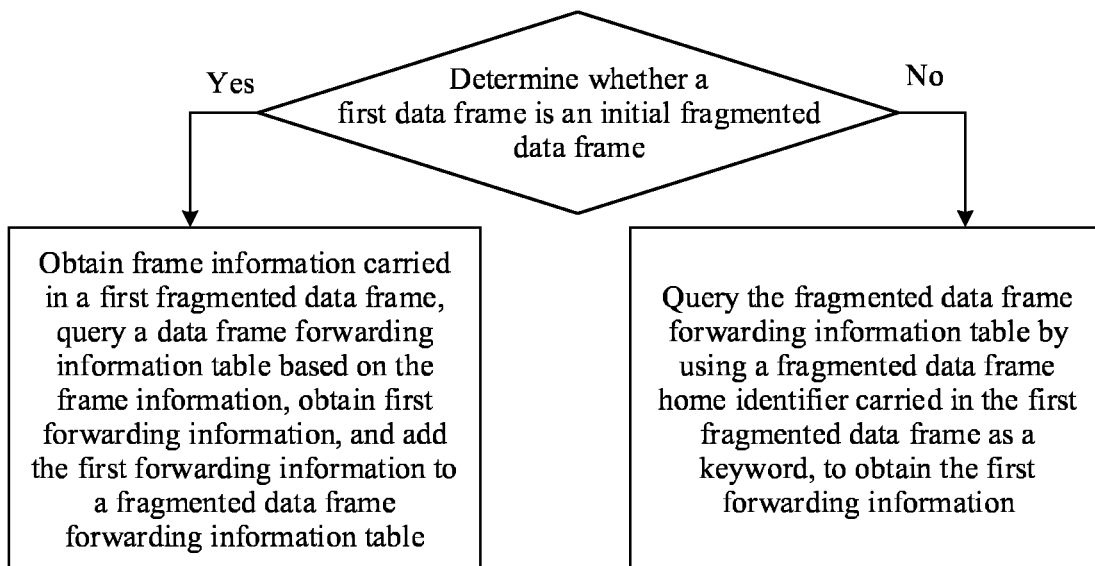 Yes
Determine whether a
first data frame is an initial fragmented
data frame
No
Obtain frame information carried
in a first fragmented data frame,
query a data frame forwarding
information table based on the
frame information, obtain first
forwarding information, and add
the first forwarding information to
a fragmented data frame
forwarding information table
Query the fragmented data frame
forwarding information table by
using a fragmented data frame
home identifier carried in the first
fragmented data frame as a
keyword, to obtain the first
forwarding information